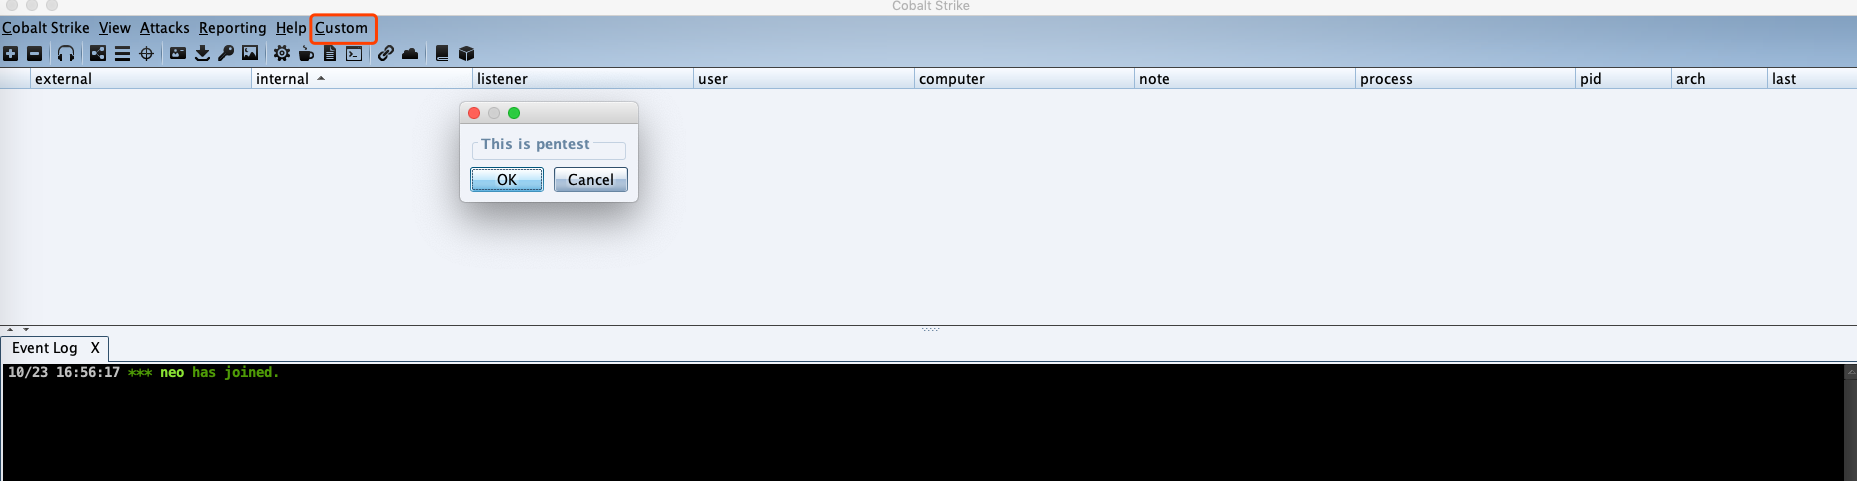 Cobalt Strike
Cobalt Strike View Attacks Reporting Help Custom
external internal listener user computer note process pid arch last
This is pentest
OK Cancel
Event Log X
10/23 16:56:17 *** neo has joined.